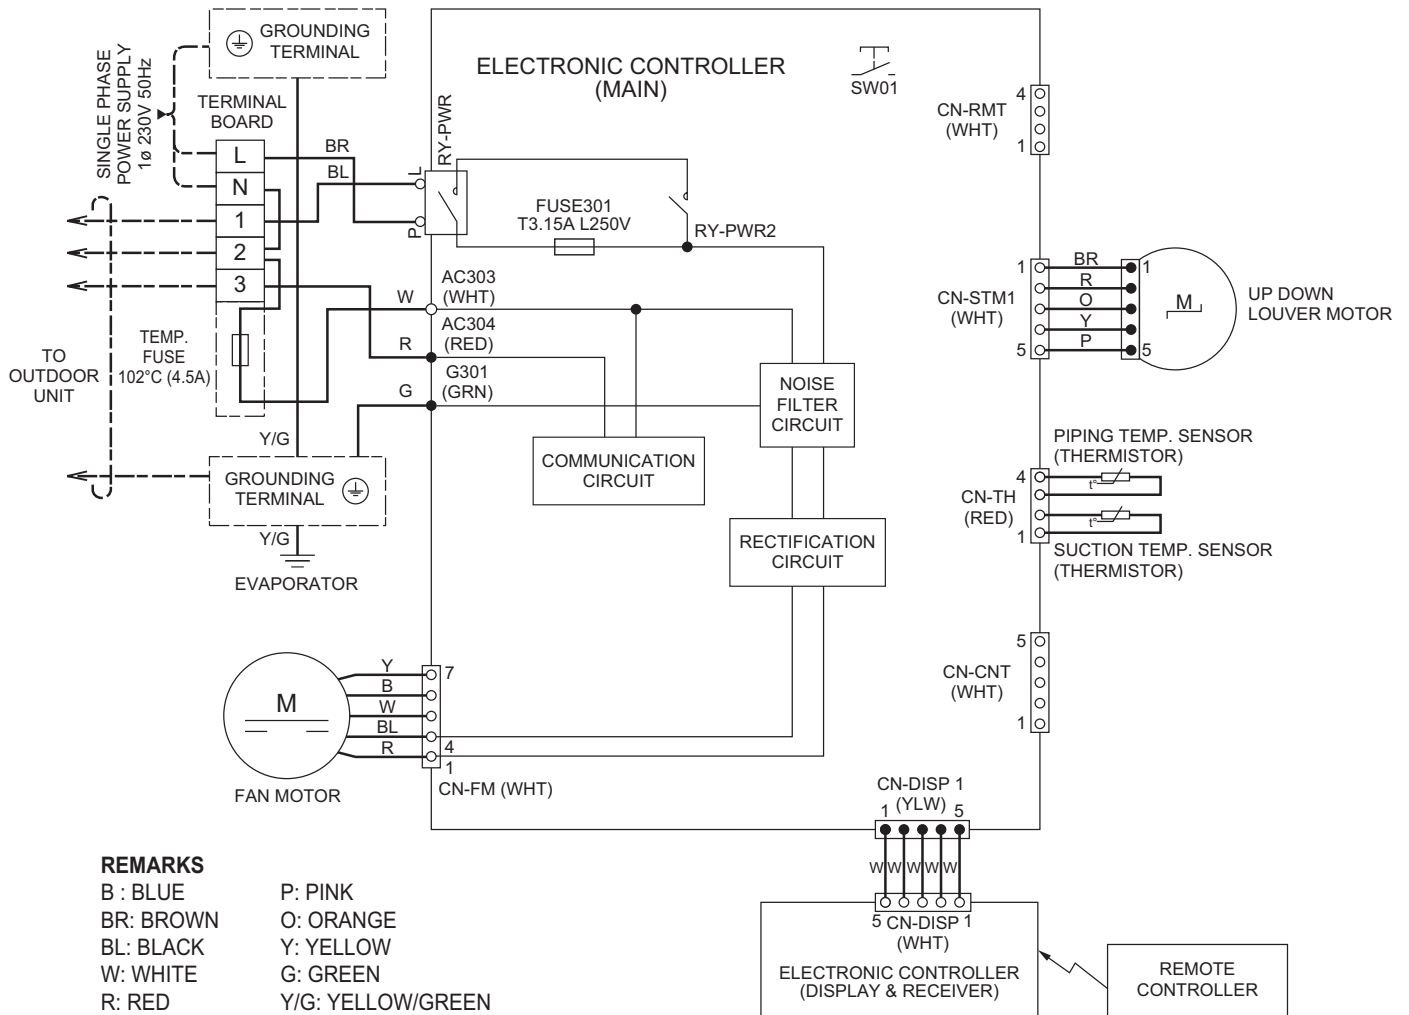 GROUNDING
TERMINAL
SINGLE PHASE
POWER SUPPLY
1ø 230V 50Hz
TERMINAL
BOARD
L
N
1
2
3
BR
BL
TO
OUTDOOR
UNIT
TEMP.
FUSE
102°C (4.5A)
Y/G
GROUNDING
TERMINAL
Y/G
EVAPORATOR
ELECTRONIC CONTROLLER
(MAIN)
SW01
RY-PWR
L
P
FUSE301
T3.15A L250V
RY-PWR2
W
AC303
(WHT)
R
AC304
(RED)
G
G301
(GRN)
NOISE
FILTER
CIRCUIT
COMMUNICATION
CIRCUIT
RECTIFICATION
CIRCUIT
CN-RMT
(WHT)
4
1
CN-STM1
(WHT)
1
5
BR
R
O
Y
P
1
5
M
UP DOWN
LOUVER MOTOR
PIPING TEMP. SENSOR
(THERMISTOR)
CN-TH
(RED)
4
1
t°
t°
SUCTION TEMP. SENSOR
(THERMISTOR)
CN-CNT
(WHT)
5
1
M
FAN MOTOR
Y
B
W
BL
R
7
4
1
CN-FM (WHT)
CN-DISP 1
(YLW)
1 5
W W W W W
5 CN-DISP 1
(WHT)
ELECTRONIC CONTROLLER
(DISPLAY & RECEIVER)
REMOTE
CONTROLLER
REMARKS
B : BLUE
BR: BROWN
BL: BLACK
W: WHITE
R: RED
P: PINK
O: ORANGE
Y: YELLOW
G: GREEN
Y/G: YELLOW/GREEN